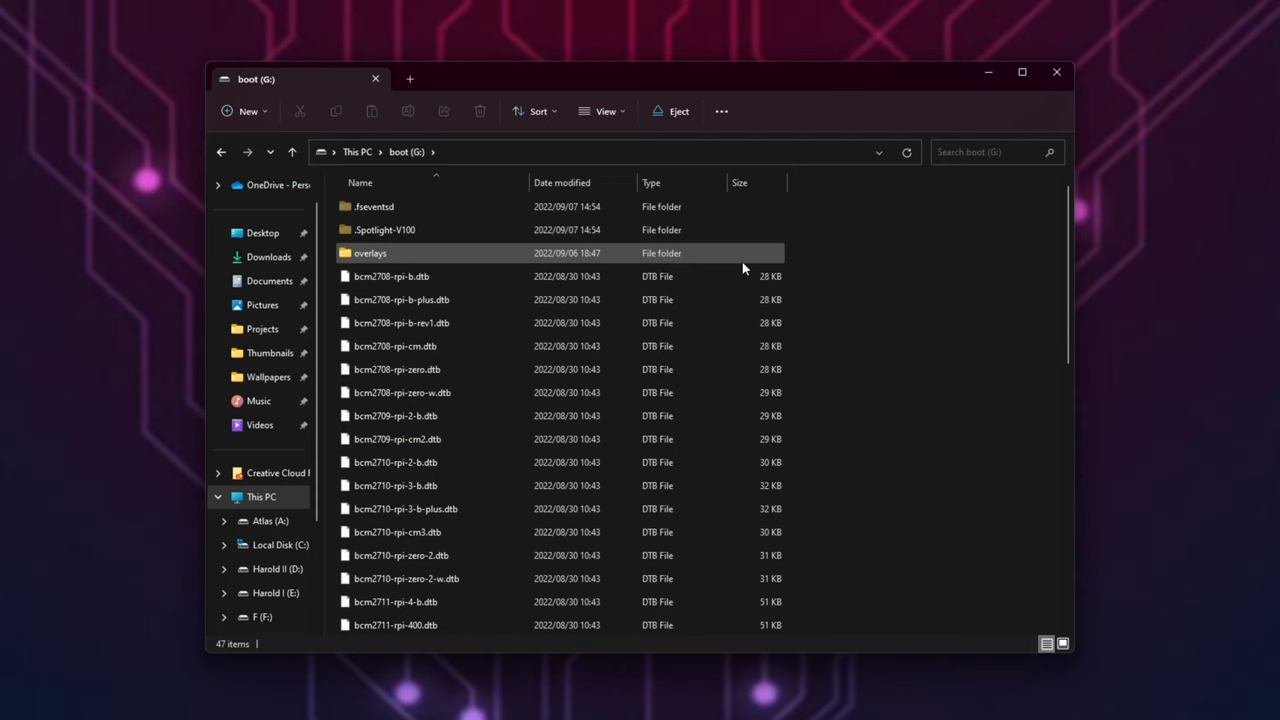 boot (G:)
New Sort View Eject
This PC boot (G:) Search boot (G:)
OneDrive - Pers
Desktop
Downloads
Documents
Pictures
Projects
Thumbnails
Wallpapers
Music
Videos
Creative Cloud F
This PC
Atlas (A:)
Local Disk (C:)
Harold II (D:)
Harold I (E:)
F (F:)
Name Date modified Type Size
.fseventsd 2022/09/07 14:54 File folder
.Spotlight-V100 2022/09/07 14:54 File folder
overlays 2022/09/06 18:47 File folder
bcm2708-rpi-b.dtb 2022/08/30 10:43 DTB File 28 KB
bcm2708-rpi-b-plus.dtb 2022/08/30 10:43 DTB File 28 KB
bcm2708-rpi-b-rev1.dtb 2022/08/30 10:43 DTB File 28 KB
bcm2708-rpi-cm.dtb 2022/08/30 10:43 DTB File 28 KB
bcm2708-rpi-zero.dtb 2022/08/30 10:43 DTB File 28 KB
bcm2708-rpi-zero-w.dtb 2022/08/30 10:43 DTB File 29 KB
bcm2709-rpi-2-b.dtb 2022/08/30 10:43 DTB File 29 KB
bcm2709-rpi-cm2.dtb 2022/08/30 10:43 DTB File 29 KB
bcm2710-rpi-2-b.dtb 2022/08/30 10:43 DTB File 30 KB
bcm2710-rpi-3-b.dtb 2022/08/30 10:43 DTB File 32 KB
bcm2710-rpi-3-b-plus.dtb 2022/08/30 10:43 DTB File 32 KB
bcm2710-rpi-cm3.dtb 2022/08/30 10:43 DTB File 30 KB
bcm2710-rpi-zero-2.dtb 2022/08/30 10:43 DTB File 31 KB
bcm2710-rpi-zero-2-w.dtb 2022/08/30 10:43 DTB File 31 KB
bcm2711-rpi-4-b.dtb 2022/08/30 10:43 DTB File 51 KB
bcm2711-rpi-400.dtb 2022/08/30 10:43 DTB File 51 KB
47 items